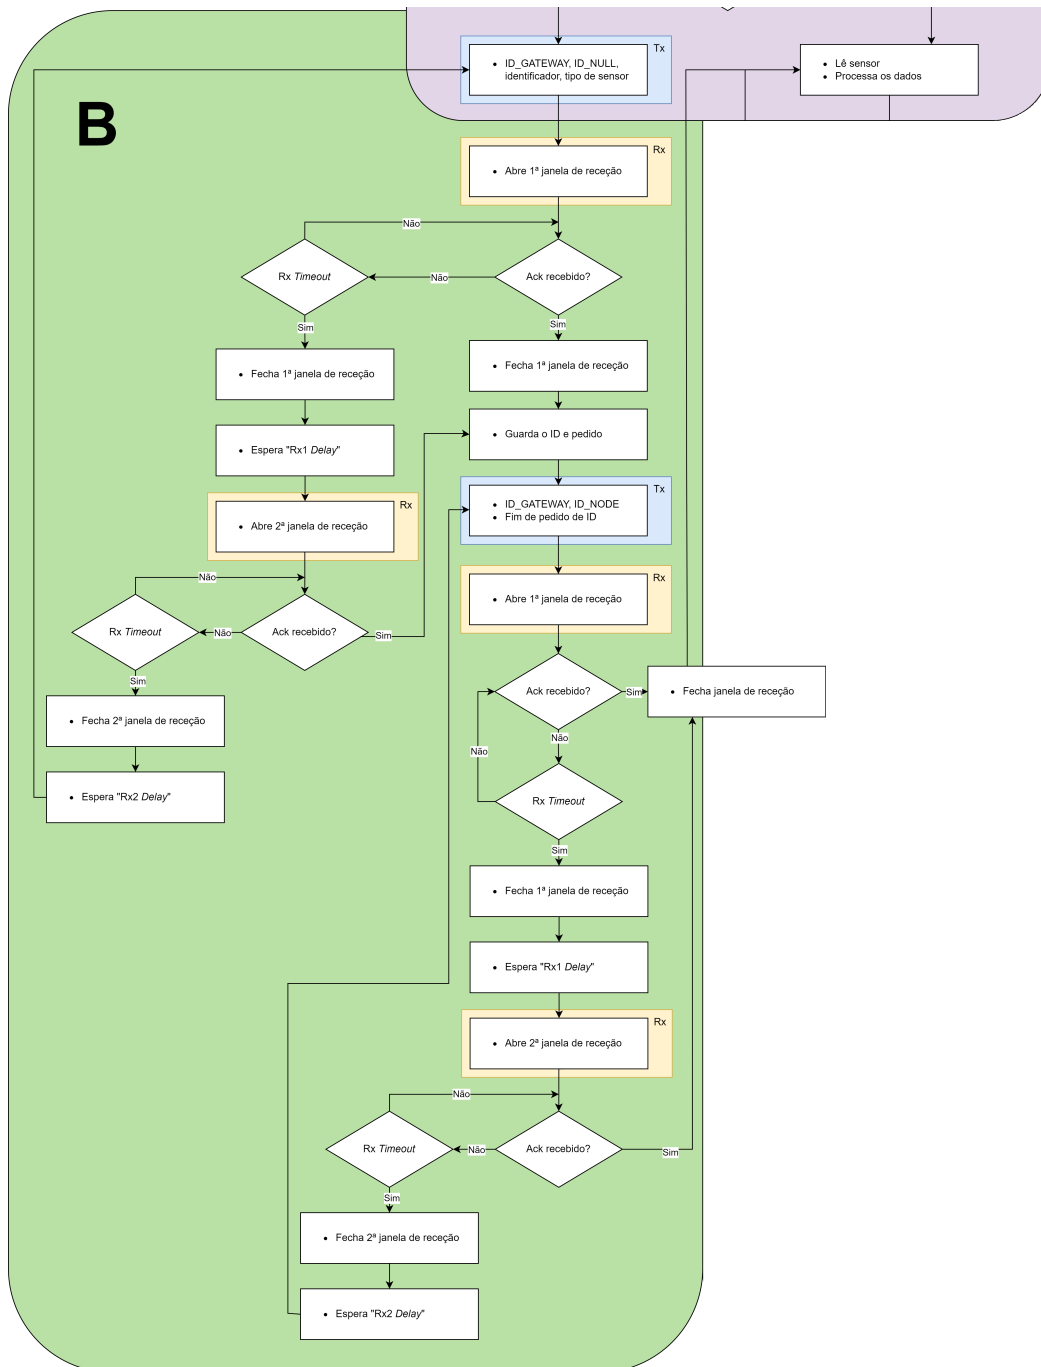 Tx
• ID_GATEWAY, ID_NULL,
identificador, tipo de sensor
• Lê sensor
• Processa os dados
B
Rx
• Abre 1ª janela de receção
Não
Rx Timeout
Não
Ack recebido?
Sim
Sim
• Fecha 1ª janela de receção
• Fecha 1ª janela de receção
• Espera "Rx1 Delay"
• Guarda o ID e pedido
Rx
• Abre 2ª janela de receção
Tx
• ID_GATEWAY, ID_NODE
• Fim de pedido de ID
Não
Rx
• Abre 1ª janela de receção
Rx Timeout
Não
Ack recebido?
Sim
Sim
• Fecha 2ª janela de receção
• Espera "Rx2 Delay"
Ack recebido?
Sim
• Fecha janela de receção
Não
Não
Rx Timeout
Sim
• Fecha 1ª janela de receção
• Espera "Rx1 Delay"
Rx
• Abre 2ª janela de receção
Não
Rx Timeout
Não
Ack recebido?
Sim
Sim
• Fecha 2ª janela de receção
• Espera "Rx2 Delay"